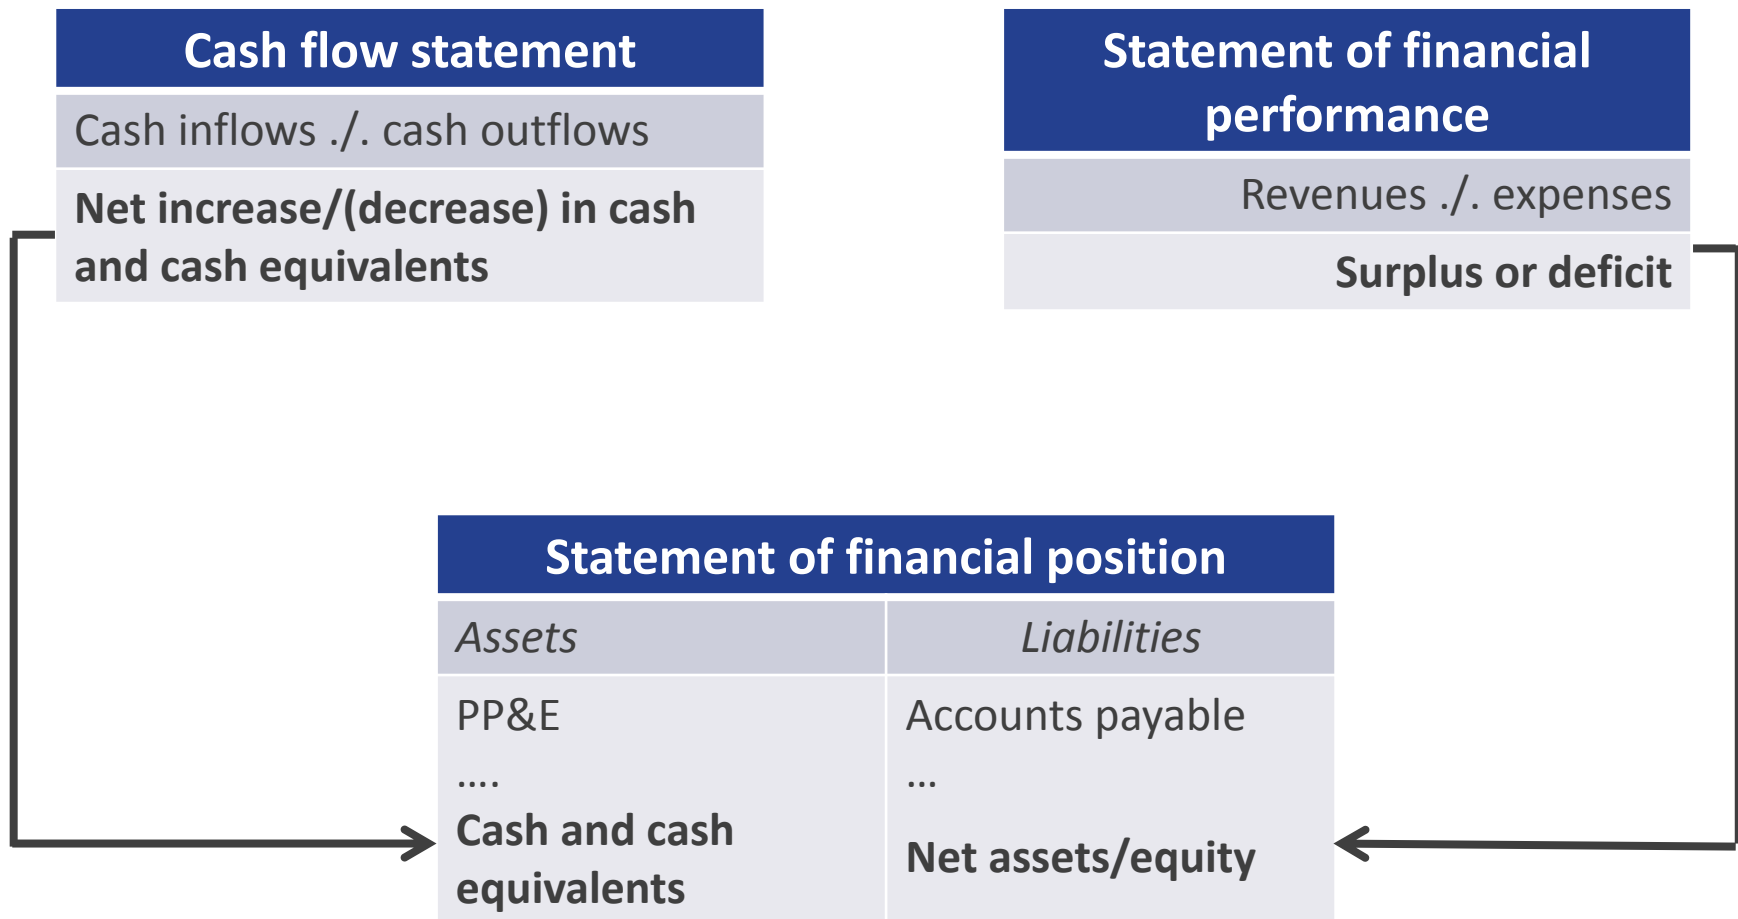 Cash flow statement
Cash inflows ./. cash outflows
Net increase/(decrease) in cash
and cash equivalents
Statement of financial
performance
Revenues ./. expenses
Surplus or deficit
Statement of financial position
Assets
Liabilities
PP&E
....
Cash and cash
equivalents
Accounts payable
...
Net assets/equity